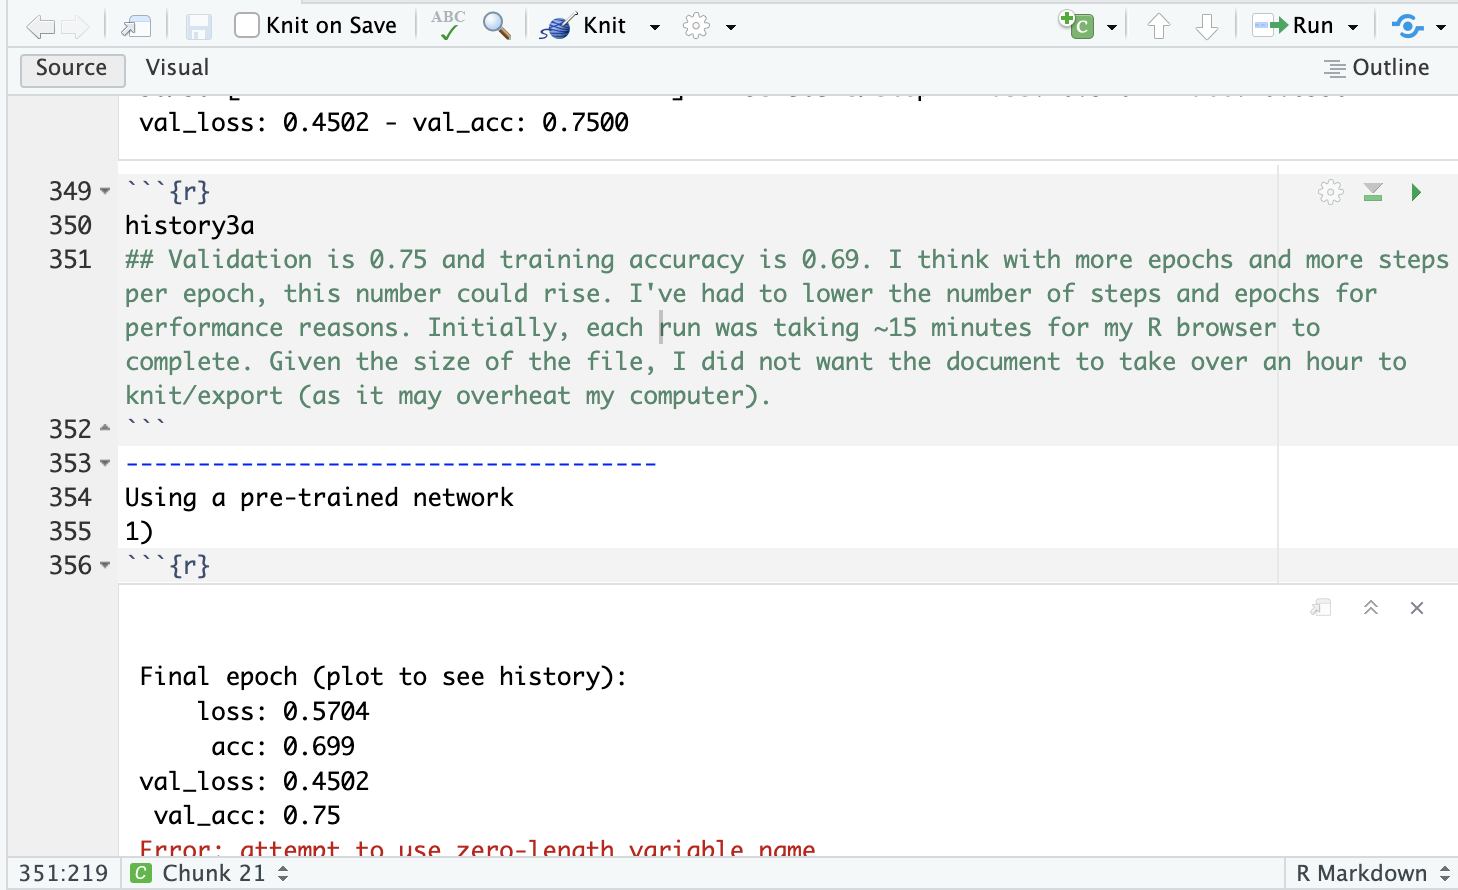 Knit on Save ABC Knit C Run
Source Visual Outline
val_loss: 0.4502 - val_acc: 0.7500
349 ```{r}
350 history3a
351 ## Validation is 0.75 and training accuracy is 0.69. I think with more epochs and more steps
per epoch, this number could rise. I've had to lower the number of steps and epochs for
performance reasons. Initially, each run was taking ~15 minutes for my R browser to
complete. Given the size of the file, I did not want the document to take over an hour to
knit/export (as it may overheat my computer).
352 ```
353 -------------------------------------
354 Using a pre-trained network
355 1)
356 ```{r}
Final epoch (plot to see history):
loss: 0.5704
acc: 0.699
val_loss: 0.4502
val_acc: 0.75
Error: attempt to use zero-length variable name
351:219 C Chunk 21 R Markdown